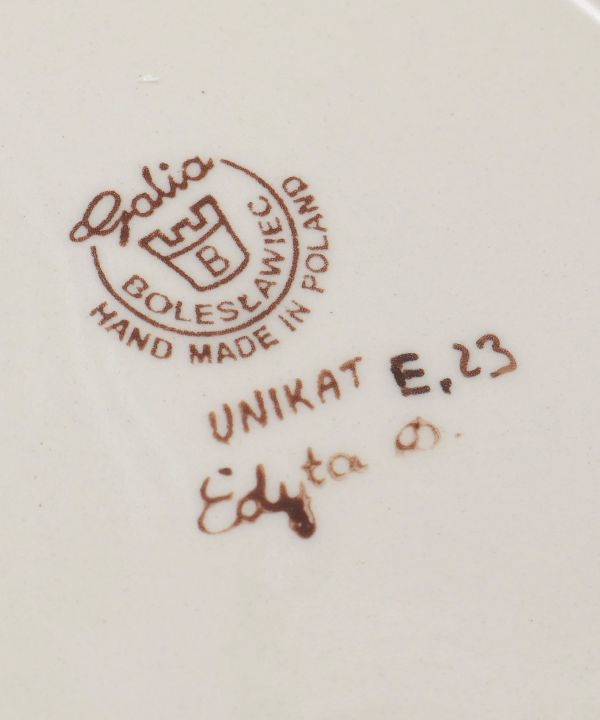 Galia
B
BOLESŁAWIEC
HAND MADE IN POLAND
UNIKAT E.23
Edyta D.